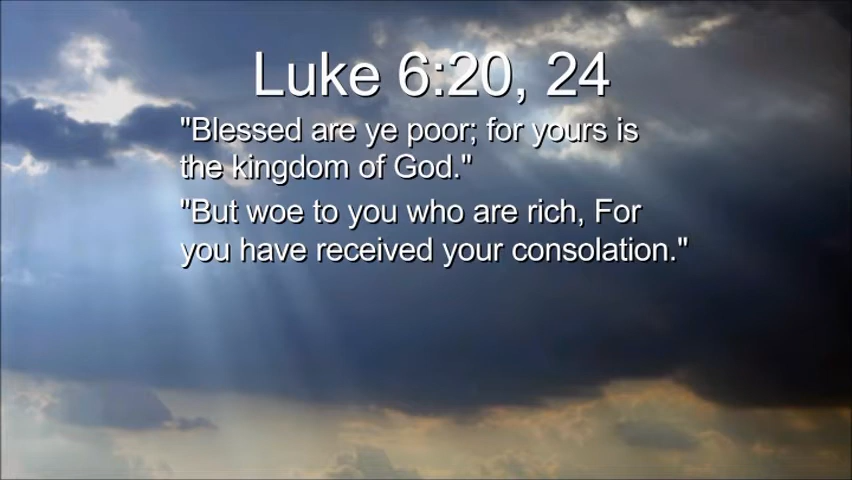 Luke 6:20, 24
"Blessed are ye poor; for yours is
the kingdom of God."
"But woe to you who are rich, For
you have received your consolation."